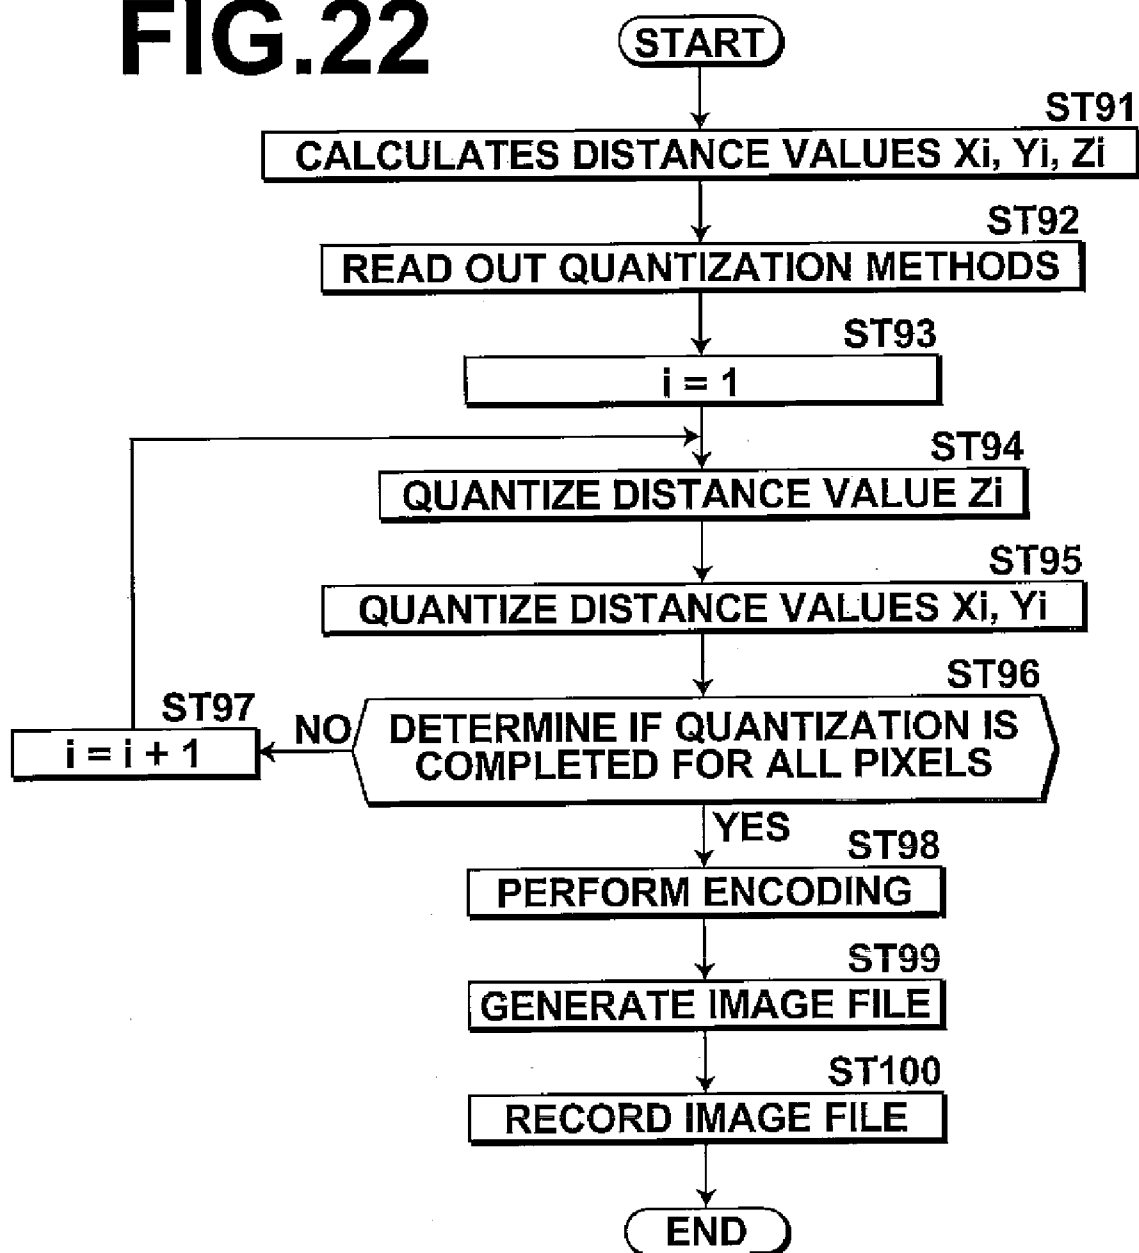 FIG.22
START
ST91
CALCULATES DISTANCE VALUES Xi, Yi, Zi
ST92
READ OUT QUANTIZATION METHODS
ST93
i = 1
ST94
QUANTIZE DISTANCE VALUE Zi
ST95
QUANTIZE DISTANCE VALUES Xi, Yi
ST96
DETERMINE IF QUANTIZATION IS
COMPLETED FOR ALL PIXELS
NO
ST97
i = i + 1
YES
ST98
PERFORM ENCODING
ST99
GENERATE IMAGE FILE
ST100
RECORD IMAGE FILE
END